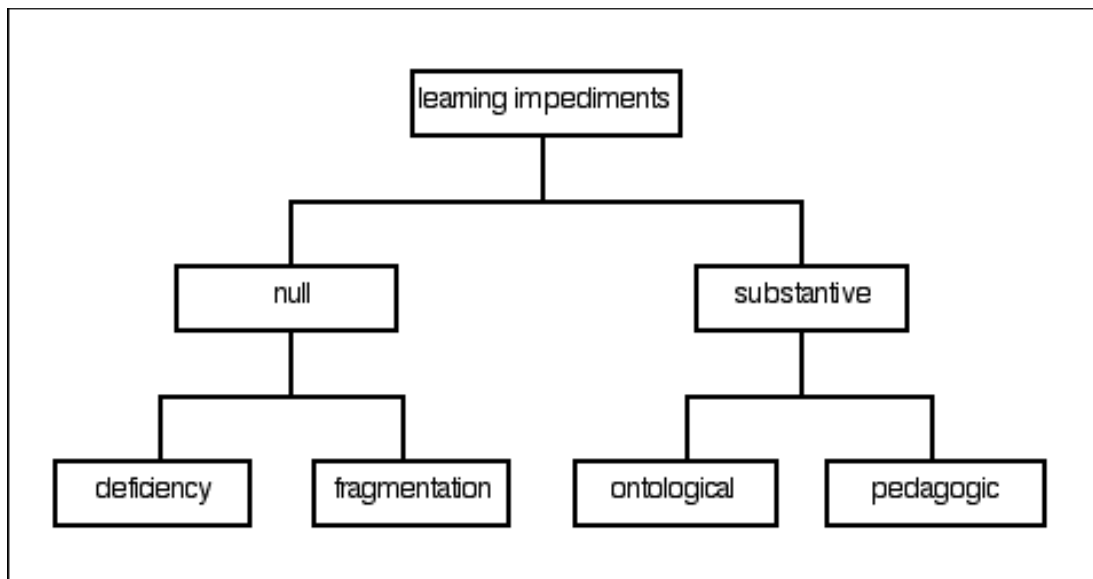 learning impediments
null
substantive
deficiency
fragmentation
ontological
pedagogic